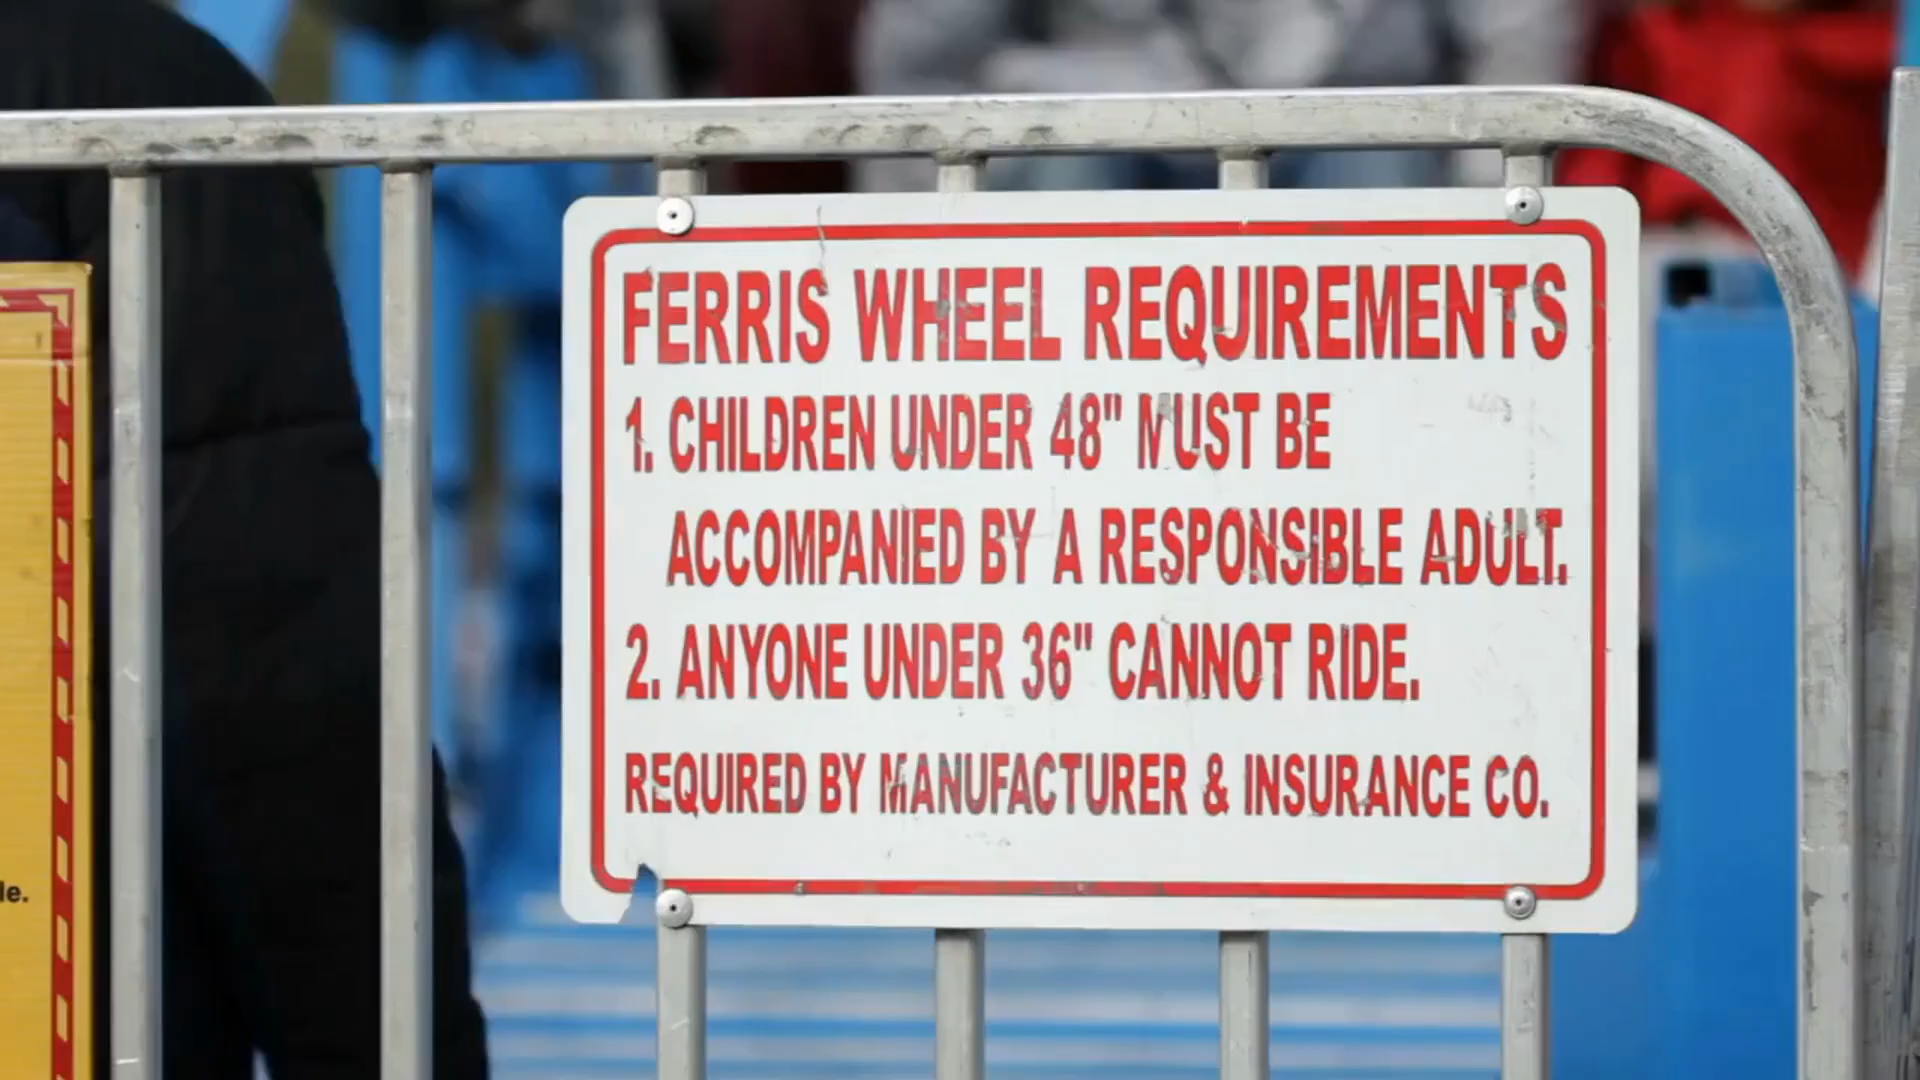 FERRIS WHEEL REQUIREMENTS
1. CHILDREN UNDER 48" MUST BE
ACCOMPANIED BY A RESPONSIBLE ADULT.
2. ANYONE UNDER 36" CANNOT RIDE.
REQUIRED BY MANUFACTURER & INSURANCE CO.